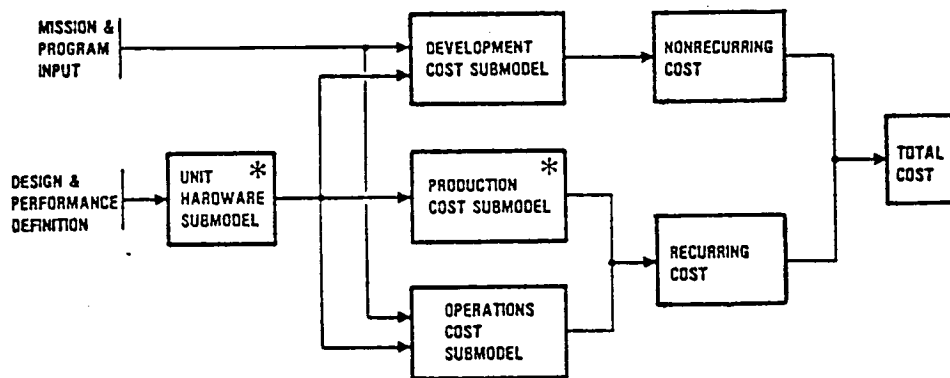 MISSION &
PROGRAM
INPUT
DEVELOPMENT
COST SUBMODEL
NONRECURRING
COST
TOTAL
COST
DESIGN &
PERFORMANCE
DEFINITION
UNIT *
HARDWARE
SUBMODEL
PRODUCTION *
COST SUBMODEL
RECURRING
COST
OPERATIONS
COST
SUBMODEL